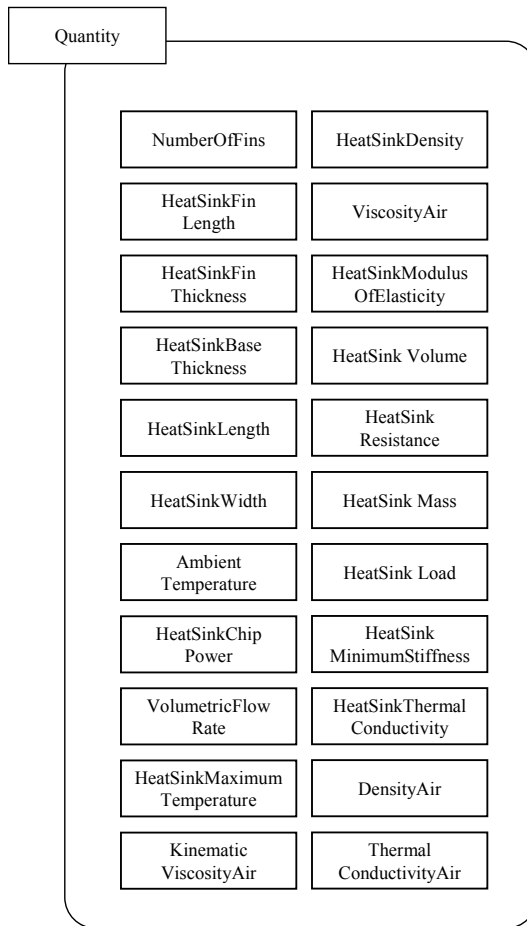 Quantity
NumberOfFins
HeatSinkDensity
HeatSinkFin
Length
ViscosityAir
HeatSinkFin
Thickness
HeatSinkModulus
OfElasticity
HeatSinkBase
Thickness
HeatSink Volume
HeatSinkLength
HeatSink
Resistance
HeatSinkWidth
HeatSink Mass
Ambient
Temperature
HeatSink Load
HeatSinkChip
Power
HeatSink
MinimumStiffness
VolumetricFlow
Rate
HeatSinkThermal
Conductivity
HeatSinkMaximum
Temperature
DensityAir
Kinematic
ViscosityAir
Thermal
ConductivityAir